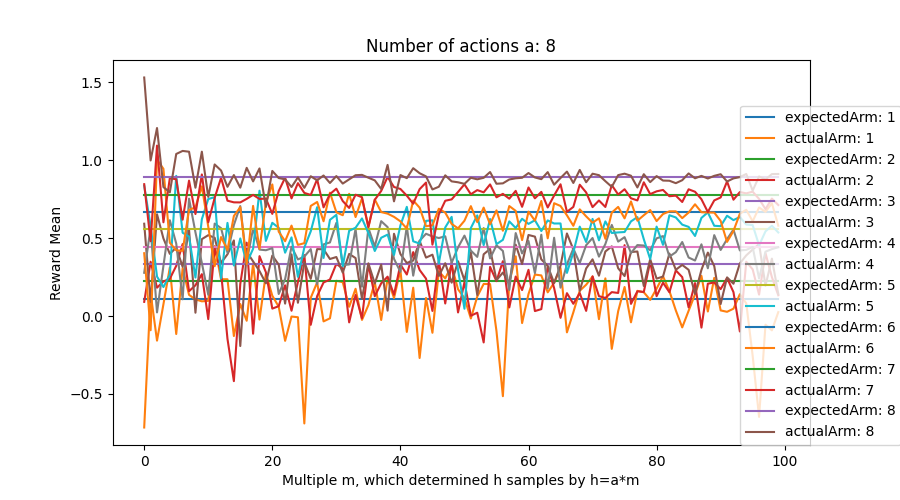 Number of actions a: 8
Reward Mean
1.5
1.0
0.5
0.0
−0.5
0
20
40
60
80
100
Multiple m, which determined h samples by h=a*m
expectedArm: 1
actualArm: 1
expectedArm: 2
actualArm: 2
expectedArm: 3
actualArm: 3
expectedArm: 4
actualArm: 4
expectedArm: 5
actualArm: 5
expectedArm: 6
actualArm: 6
expectedArm: 7
actualArm: 7
expectedArm: 8
actualArm: 8